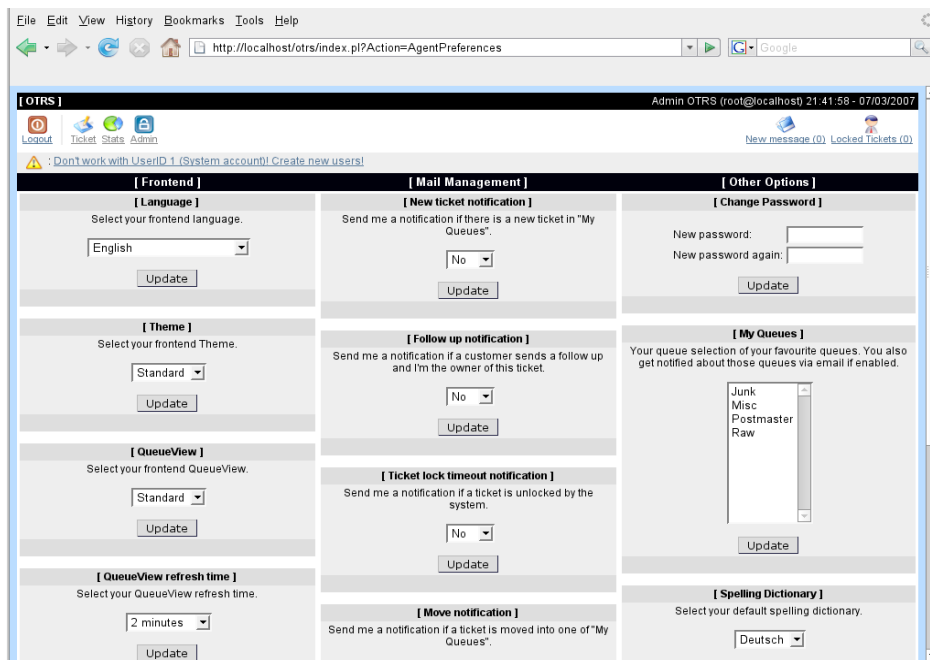 File Edit View History Bookmarks Tools Help
http://localhost/otrs/index.pl?Action=AgentPreferences
G Google
[ OTRS ]
Admin OTRS (root@localhost) 21:41:58 - 07/03/2007
Logout Ticket Stats Admin
New message (0) Locked Tickets (0)
: Don't work with UserID 1 (System account)! Create new users!
[ Frontend ]
[ Language ]
Select your frontend language.
English
Update
[ Theme ]
Select your frontend Theme.
Standard
Update
[ QueueView ]
Select your frontend QueueView.
Standard
Update
[ QueueView refresh time ]
Select your QueueView refresh time.
2 minutes
Update
[ Mail Management ]
[ New ticket notification ]
Send me a notification if there is a new ticket in "My
Queues".
No
Update
[ Follow up notification ]
Send me a notification if a customer sends a follow up
and I'm the owner of this ticket.
No
Update
[ Ticket lock timeout notification ]
Send me a notification if a ticket is unlocked by the
system.
No
Update
[ Move notification ]
Send me a notification if a ticket is moved into one of "My
Queues".
[ Other Options ]
[ Change Password ]
New password:
New password again:
Update
[ My Queues ]
Your queue selection of your favourite queues. You also
get notified about those queues via email if enabled.
Junk
Misc
Postmaster
Raw
Update
[ Spelling Dictionary ]
Select your default spelling dictionary.
Deutsch